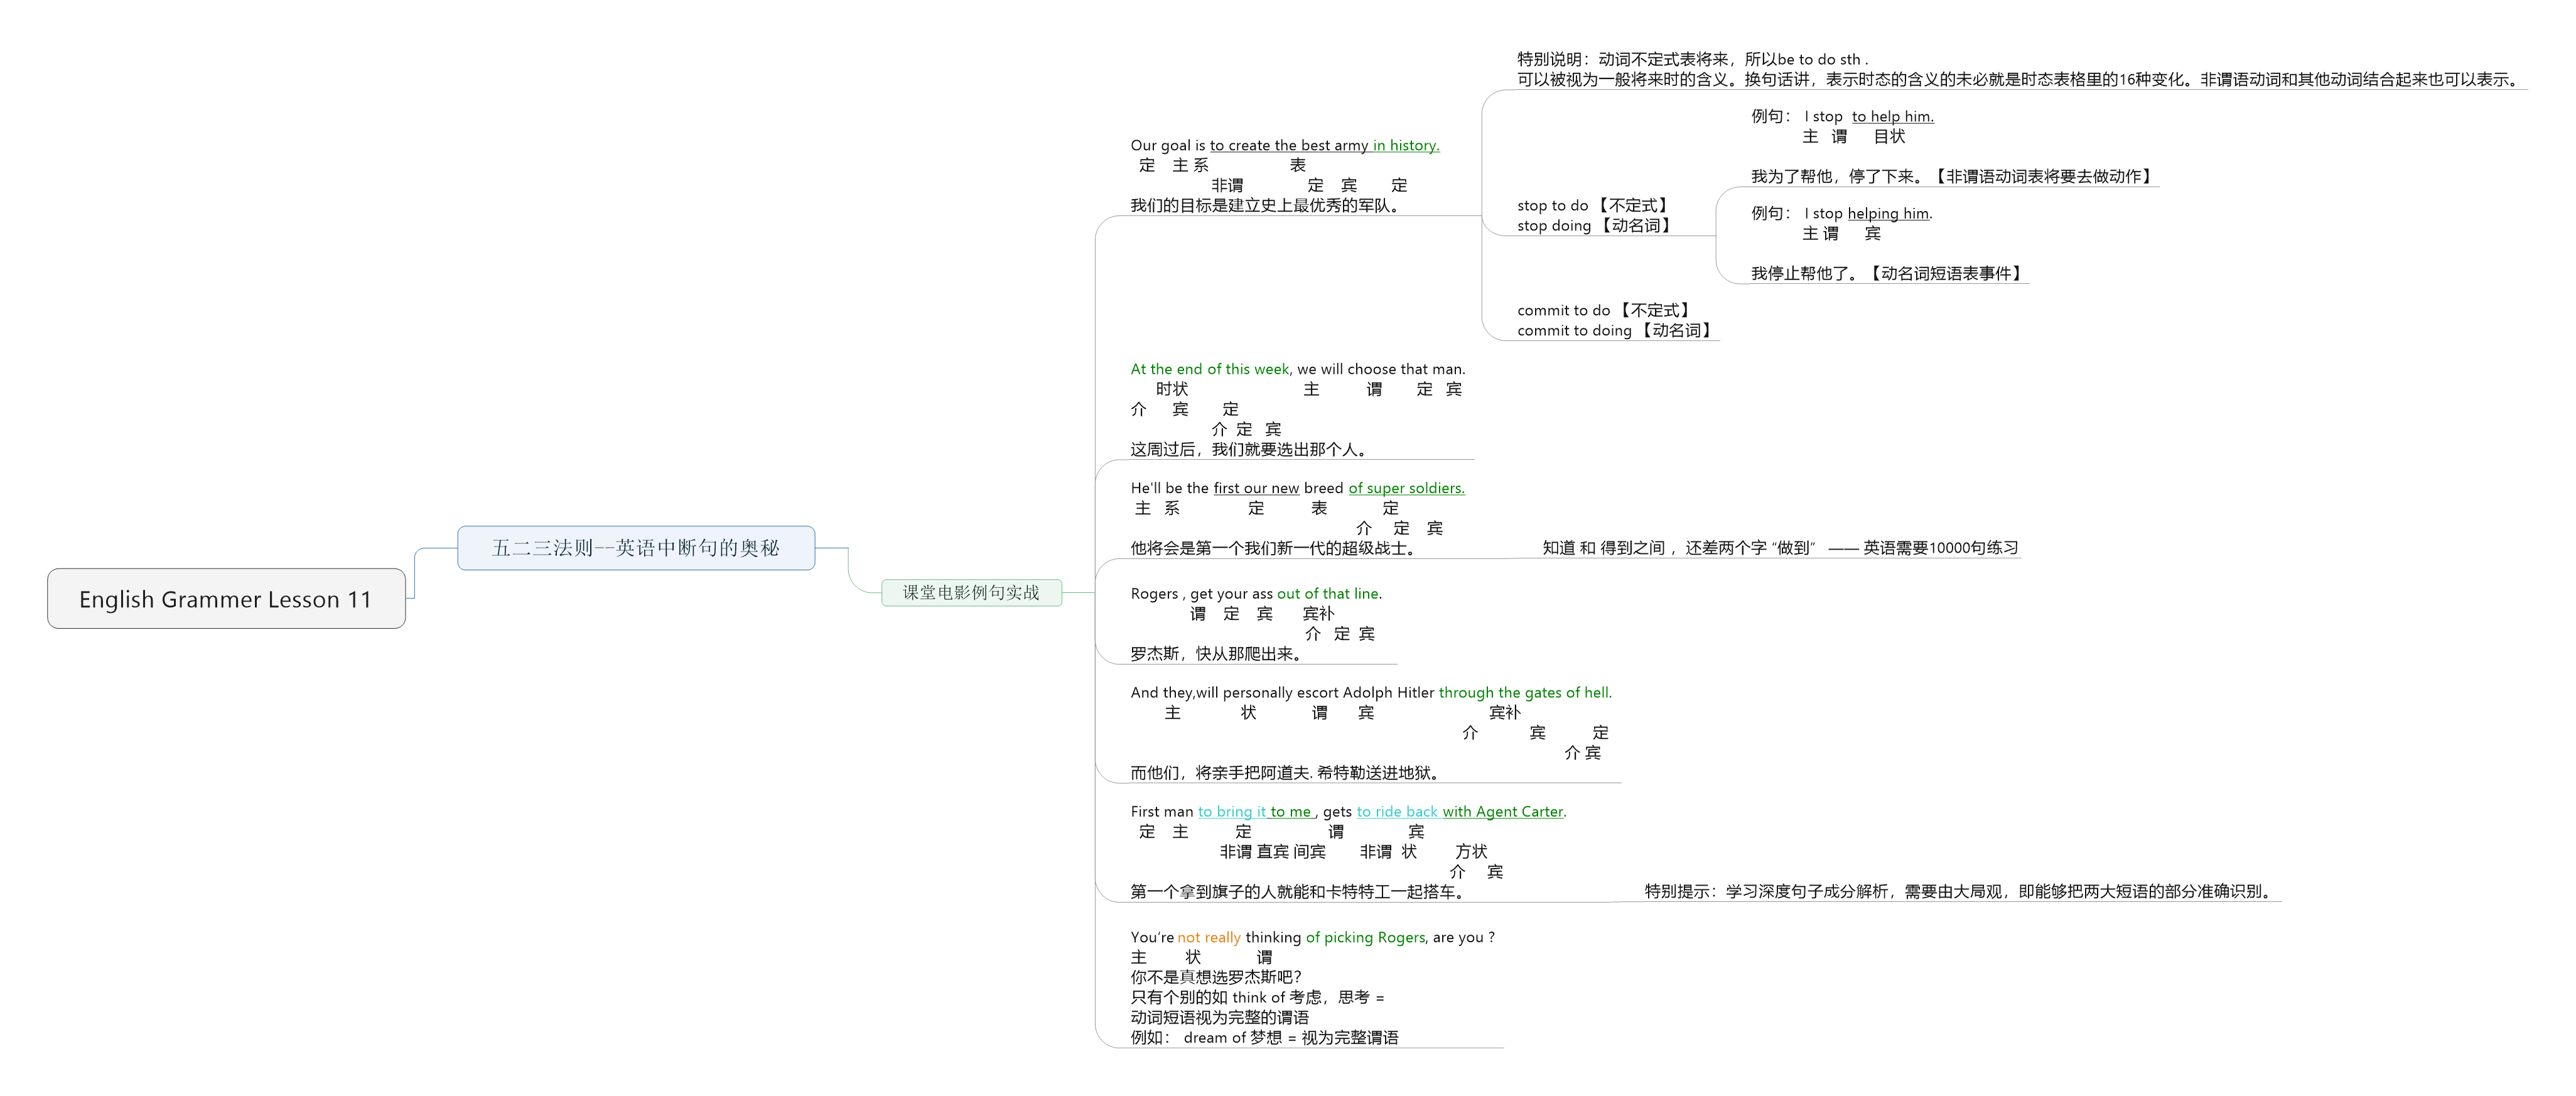 English Grammer Lesson 11
五二三法则--英语中断句的奥秘
课堂电影例句实战
Our goal is to create the best army in history.
定 主 系 表
非谓 定 宾 定
我们的目标是建立史上最优秀的军队。
特别说明：动词不定式表将来，所以be to do sth .
可以被视为一般将来时的含义。换句话讲，表示时态的含义的未必就是时态表格里的16种变化。非谓语动词和其他动词结合起来也可以表示。
stop to do 【不定式】
stop doing 【动名词】
例句： I stop to help him.
主 谓 目状
我为了帮他，停了下来。【非谓语动词表将要去做动作】
例句： I stop helping him.
主 谓 宾
我停止帮他了。【动名词短语表事件】
commit to do 【不定式】
commit to doing 【动名词】
At the end of this week, we will choose that man.
时状 主 谓 定 宾
介 宾 定
介 定 宾
这周过后，我们就要选出那个人。
He'll be the first our new breed of super soldiers.
主 系 定 表 定
介 定 宾
他将会是第一个我们新一代的超级战士。
知道 和 得到之间 ，还差两个字 “做到” —— 英语需要10000句练习
Rogers , get your ass out of that line.
谓 定 宾 宾补
介 定 宾
罗杰斯，快从那爬出来。
And they,will personally escort Adolph Hitler through the gates of hell.
主 状 谓 宾 宾补
介 宾 定
介 宾
而他们，将亲手把阿道夫. 希特勒送进地狱。
First man to bring it to me , gets to ride back with Agent Carter.
定 主 定 谓 宾
非谓 直宾 间宾 非谓 状 方状
介 宾
第一个拿到旗子的人就能和卡特特工一起搭车。
特别提示：学习深度句子成分解析，需要由大局观，即能够把两大短语的部分准确识别。
You’re not really thinking of picking Rogers, are you ?
主 状 谓
你不是真想选罗杰斯吧？
只有个别的如 think of 考虑，思考 =
动词短语视为完整的谓语
例如： dream of 梦想 = 视为完整谓语